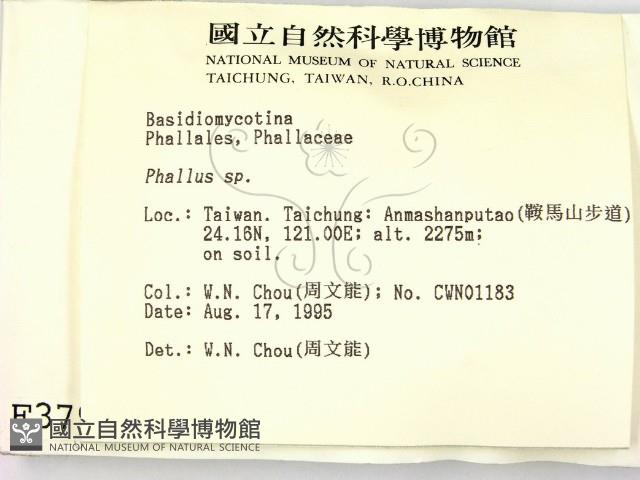 國立自然科學博物館
NATIONAL MUSEUM OF NATURAL SCIENCE
TAICHUNG, TAIWAN, R.O.CHINA
Basidiomycotina
Phallales, Phallaceae
Phallus sp.
Loc.: Taiwan. Taichung: Anmashanputao(鞍馬山步道)
24.16N, 121.00E; alt. 2275m;
on soil.
Col.: W.N. Chou(周文能); No. CWN01183
Date: Aug. 17, 1995
Det.: W.N. Chou(周文能)
國立自然科學博物館
NATIONAL MUSEUM OF NATURAL SCIENCE